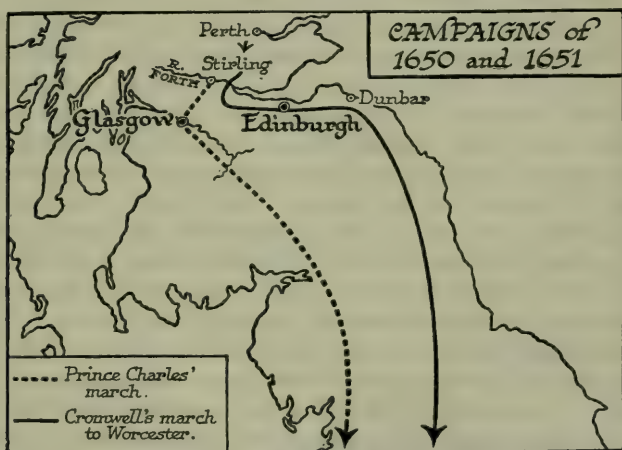 CAMPAIGNS of
1650 and 1651
Perth
Stirling
R.
FORTH
Dunbar
Glasgow
Edinburgh
Prince Charles'
march.
Cromwell's march
to Worcester.